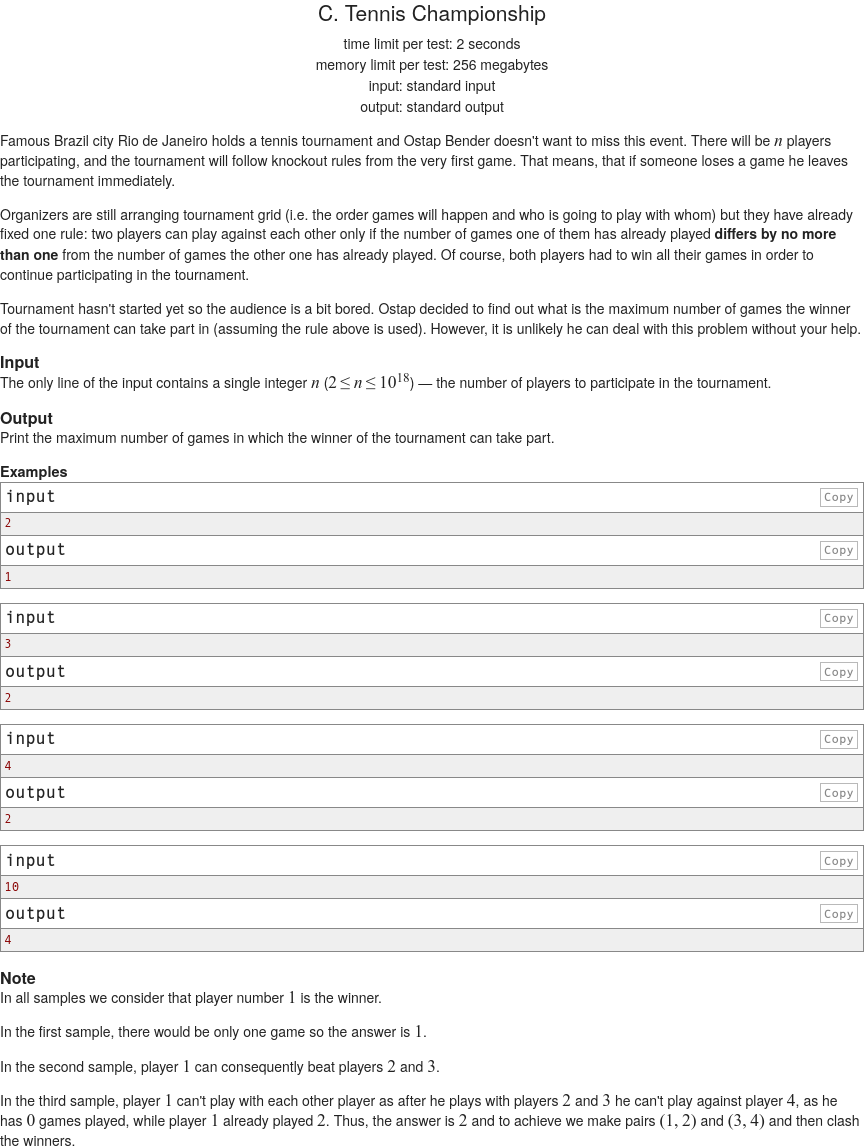 C. Tennis Championship
time limit per test: 2 seconds
memory limit per test: 256 megabytes
input: standard input
output: standard output
Famous Brazil city Rio de Janeiro holds a tennis tournament and Ostap Bender doesn't want to miss this event. There will be n players
participating, and the tournament will follow knockout rules from the very first game. That means, that if someone loses a game he leaves
the tournament immediately.
Organizers are still arranging tournament grid (i.e. the order games will happen and who is going to play with whom) but they have already
fixed one rule: two players can play against each other only if the number of games one of them has already played differs by no more
than one from the number of games the other one has already played. Of course, both players had to win all their games in order to
continue participating in the tournament.
Tournament hasn't started yet so the audience is a bit bored. Ostap decided to find out what is the maximum number of games the winner
of the tournament can take part in (assuming the rule above is used). However, it is unlikely he can deal with this problem without your help.
Input
The only line of the input contains a single integer n (2 ≤ n ≤ 10^18) — the number of players to participate in the tournament.
Output
Print the maximum number of games in which the winner of the tournament can take part.
Examples
input Copy
2
output Copy
1
input Copy
3
output Copy
2
input Copy
4
output Copy
2
input Copy
10
output Copy
4
Note
In all samples we consider that player number 1 is the winner.
In the first sample, there would be only one game so the answer is 1.
In the second sample, player 1 can consequently beat players 2 and 3.
In the third sample, player 1 can't play with each other player as after he plays with players 2 and 3 he can't play against player 4, as he
has 0 games played, while player 1 already played 2. Thus, the answer is 2 and to achieve we make pairs (1, 2) and (3, 4) and then clash
the winners.